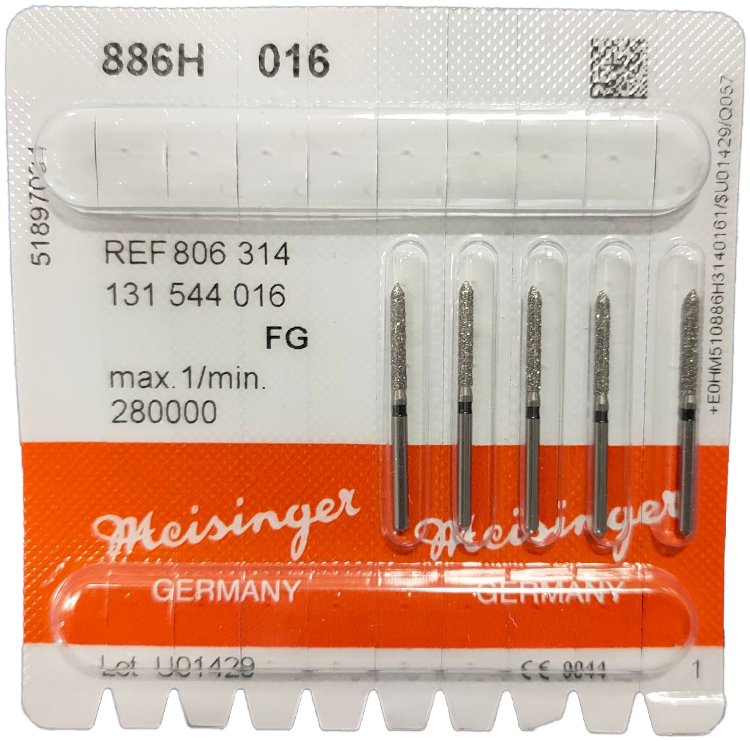 886H 016
REF 806 314
131 544 016
FG
max.1/min.
280000
+E0HM510886H3140161/$U01429/Q057
Meisinger Meisinger
GERMANY GERMANY
Lot U01429 CE 0044 1